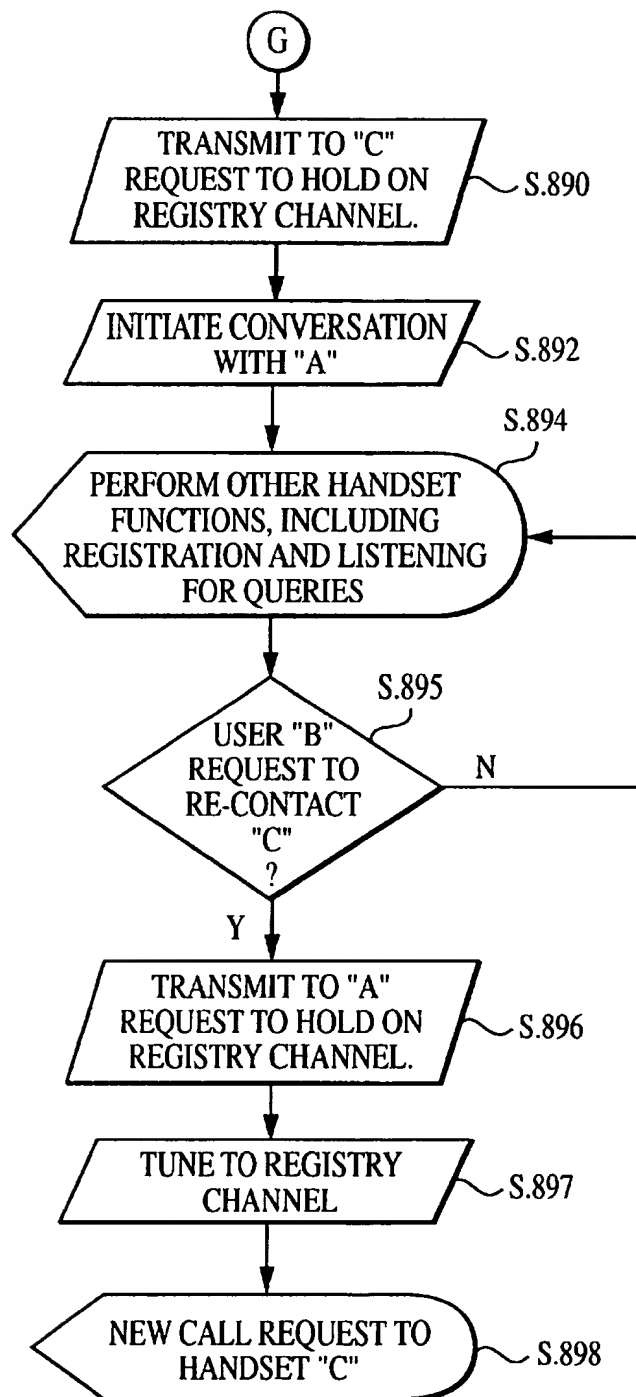 G
TRANSMIT TO "C"
REQUEST TO HOLD ON
REGISTRY CHANNEL.
S.890
INITIATE CONVERSATION
WITH "A"
S.892
S.894
PERFORM OTHER HANDSET
FUNCTIONS, INCLUDING
REGISTRATION AND LISTENING
FOR QUERIES
S.895
USER "B"
REQUEST TO
RE-CONTACT
"C"
?
N
Y
TRANSMIT TO "A"
REQUEST TO HOLD ON
REGISTRY CHANNEL.
S.896
TUNE TO REGISTRY
CHANNEL
S.897
NEW CALL REQUEST TO
HANDSET "C"
S.898